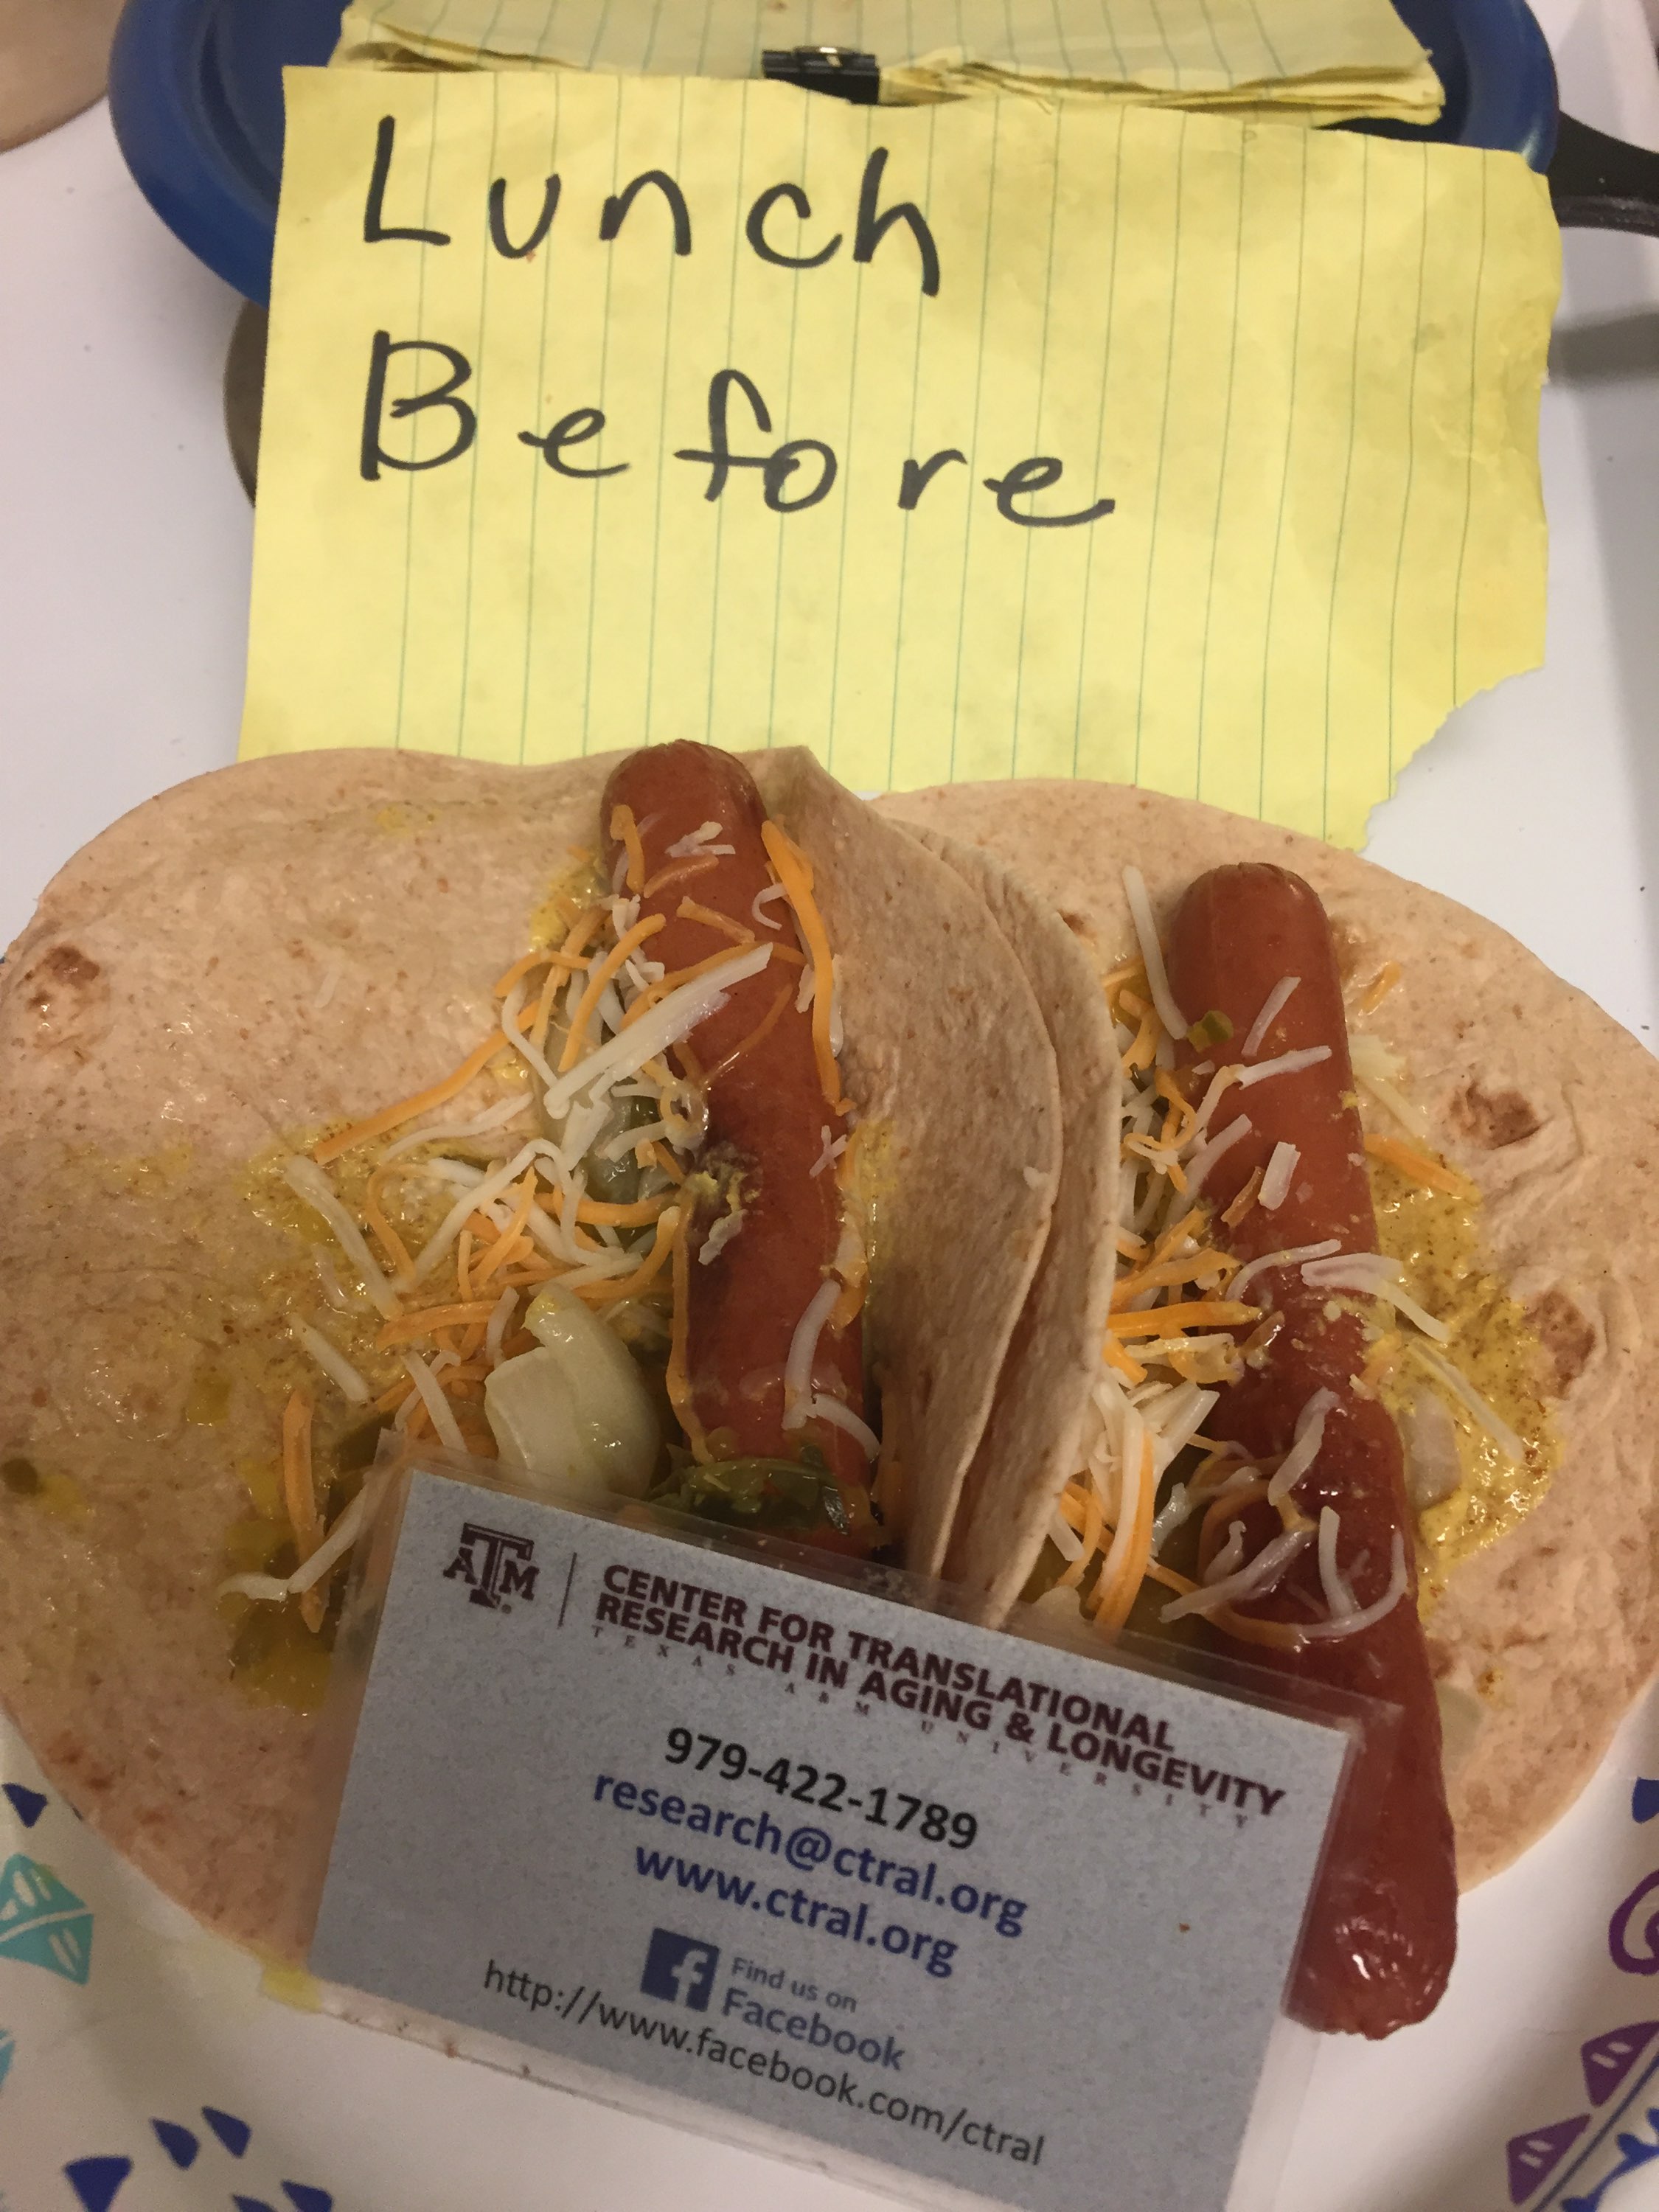 Lunch
Before
ATM
CENTER FOR TRANSLATIONAL
RESEARCH IN AGING & LONGEVITY
TEXAS A&M UNIVERSITY
979-422-1789
research@ctral.org
www.ctral.org
f Find us on
Facebook
http://www.facebook.com/ctral